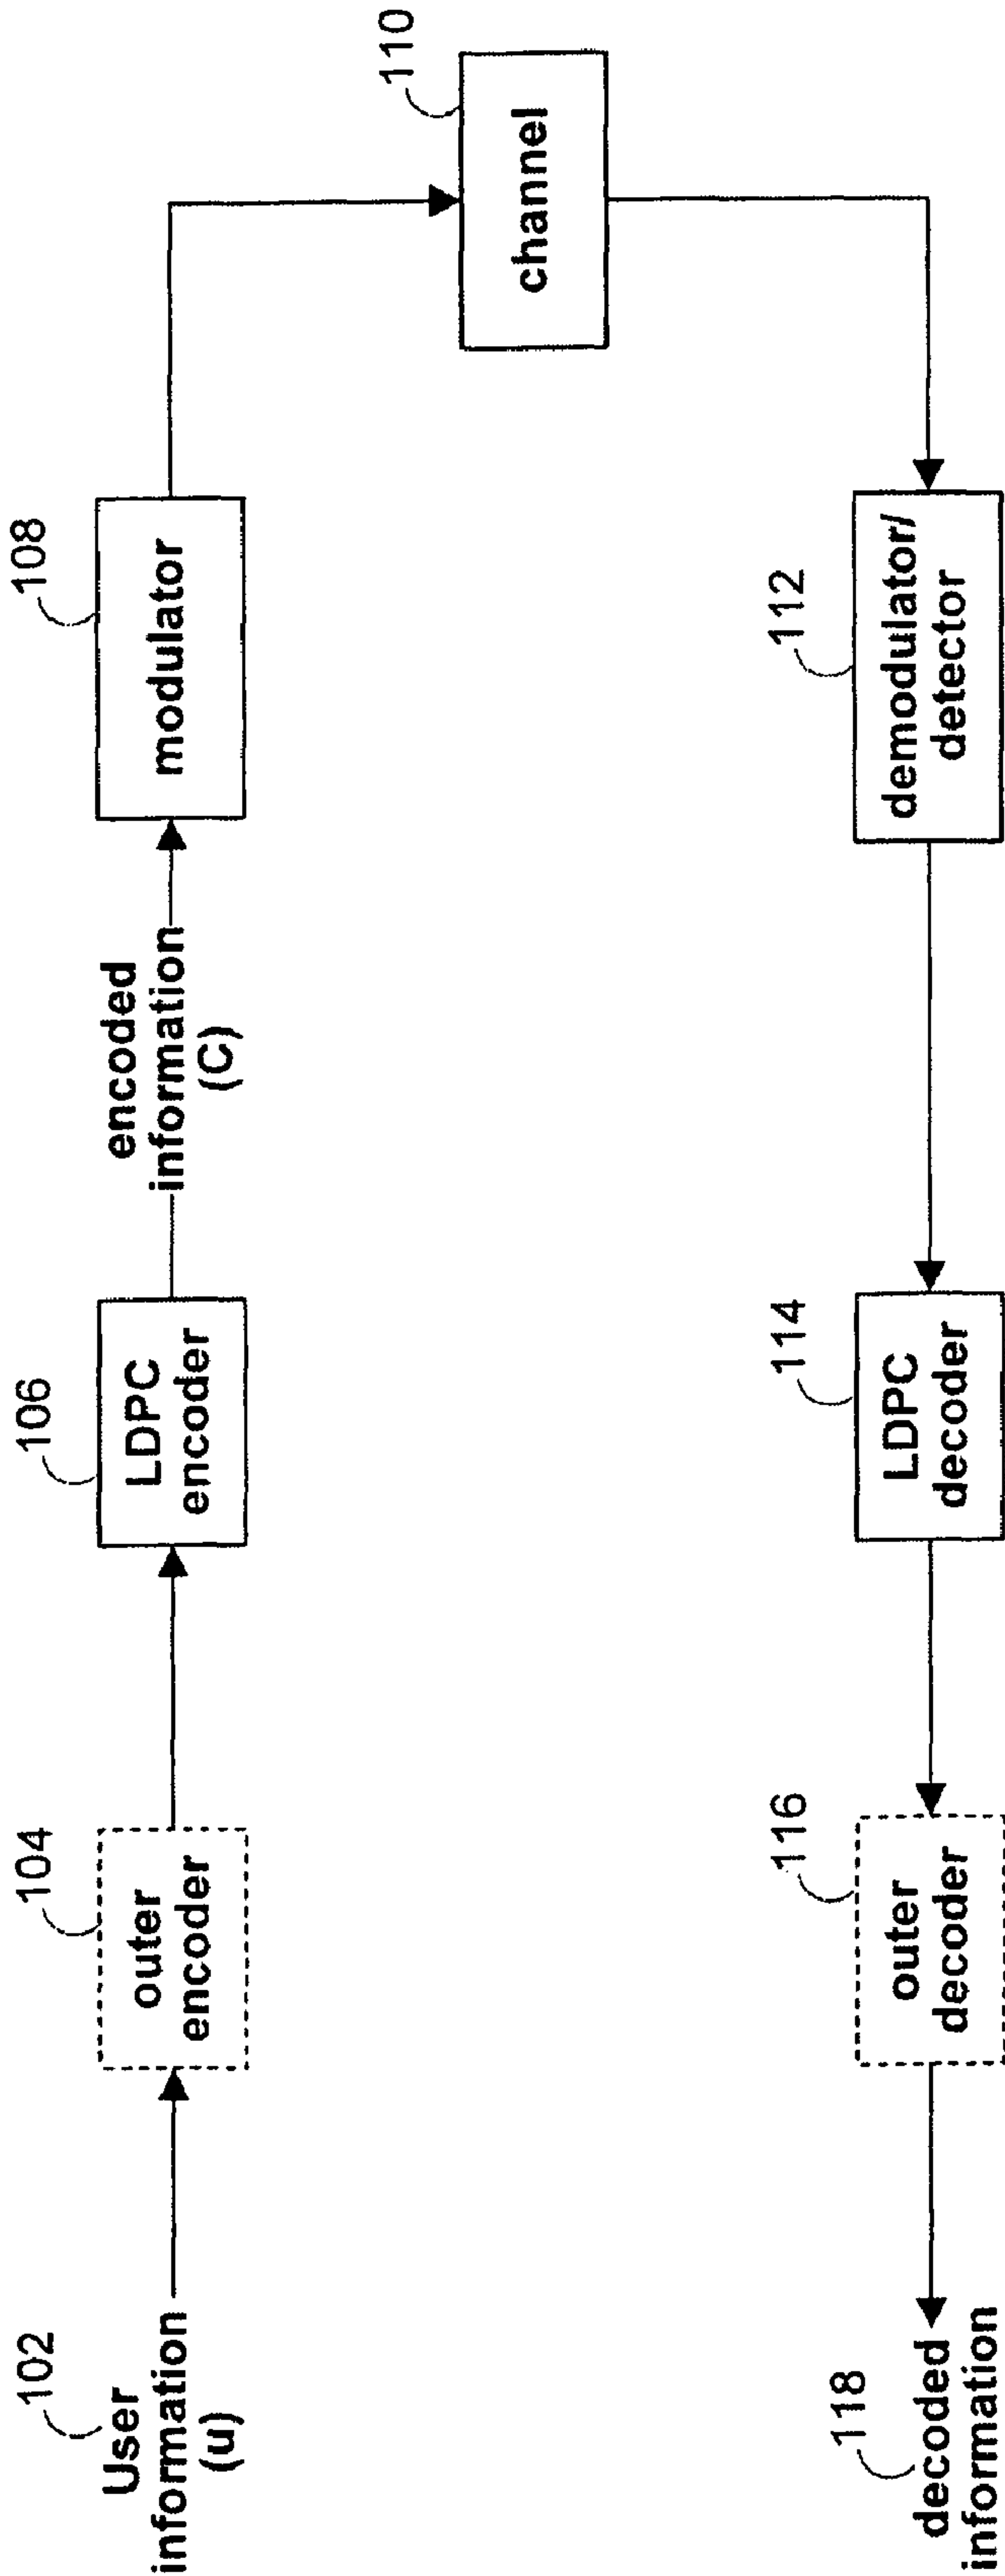 102
User
information
(u)
104
outer
encoder
106
LDPC
encoder
encoded
information
(C)
108
modulator
110
channel
112
demodulator/
detector
114
LDPC
decoder
116
outer
decoder
118
decoded
information